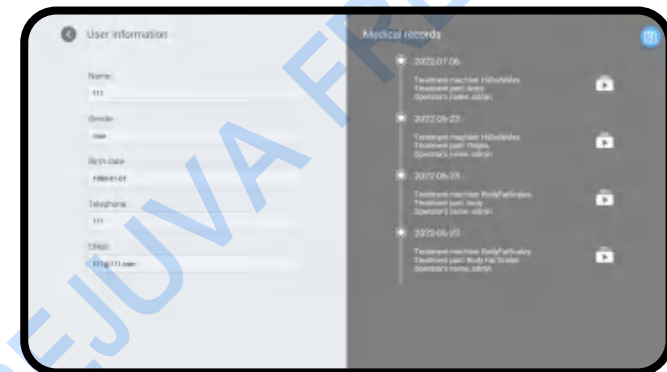 User information
Name
111
Gender
Birth date
Telephone
111
Email
Medical records
2022-07-06
Treatment machine
Treatment part: Arms
Operator's name: admin
2022-06-23
Treatment machine
Treatment part: Thighs
Operator's name: admin
2022-06-23
Treatment machine BodyFatScales
Treatment part: Body
Operator's name: admin
2022-06-23
Treatment machine BodyFatScales
Treatment part: Body Fat Scales
Operator's name: admin